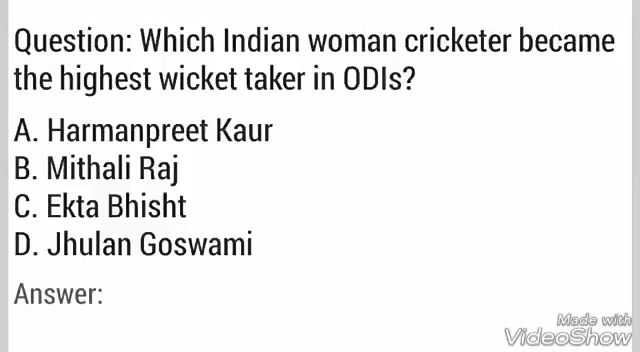 Question: Which Indian woman cricketer became
the highest wicket taker in ODIs?
A. Harmanpreet Kaur
B. Mithali Raj
C. Ekta Bhisht
D. Jhulan Goswami
Answer:
Made with
VideoShow